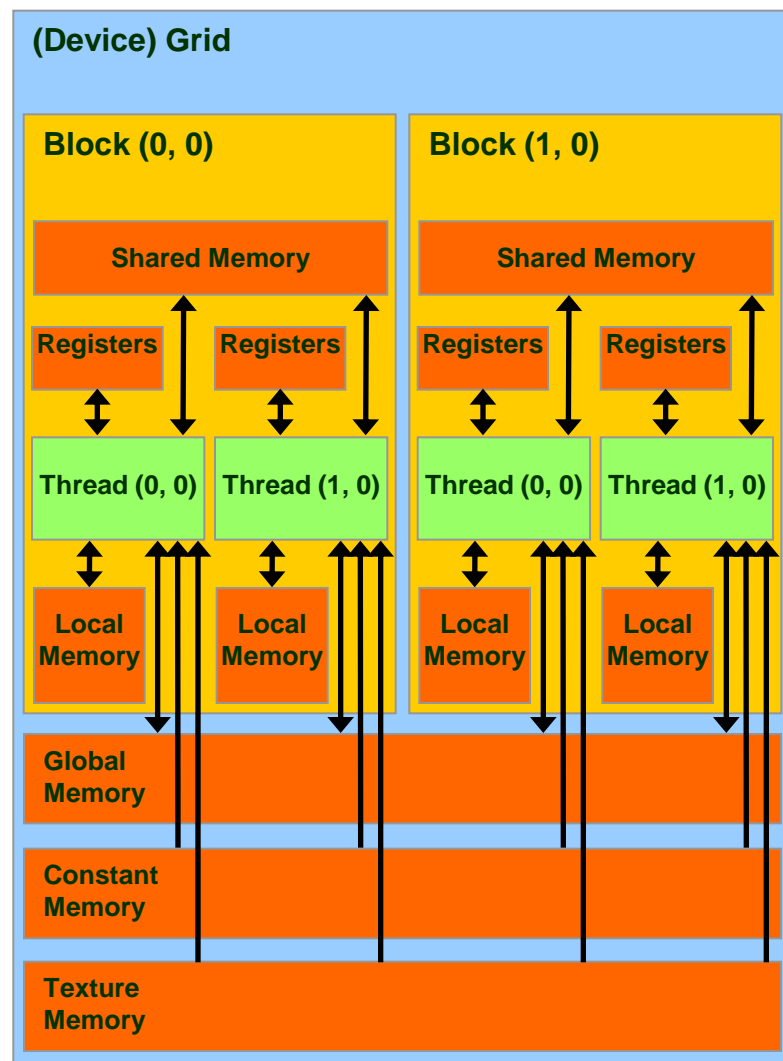 (Device) Grid
Block (0, 0)
Block (1, 0)
Shared Memory
Shared Memory
Registers
Registers
Registers
Registers
Thread (0, 0)
Thread (1, 0)
Thread (0, 0)
Thread (1, 0)
Local
Memory
Local
Memory
Local
Memory
Local
Memory
Global
Memory
Constant
Memory
Texture
Memory